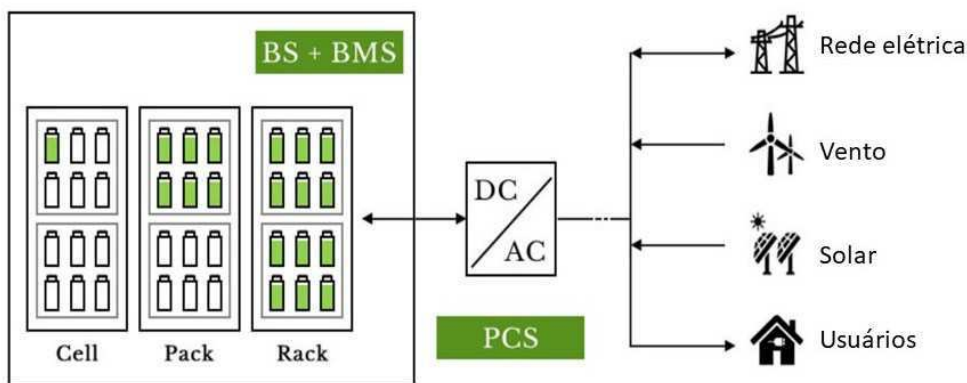 BS + BMS
Cell
Pack
Rack
DC
AC
PCS
Rede elétrica
Vento
Solar
Usuários